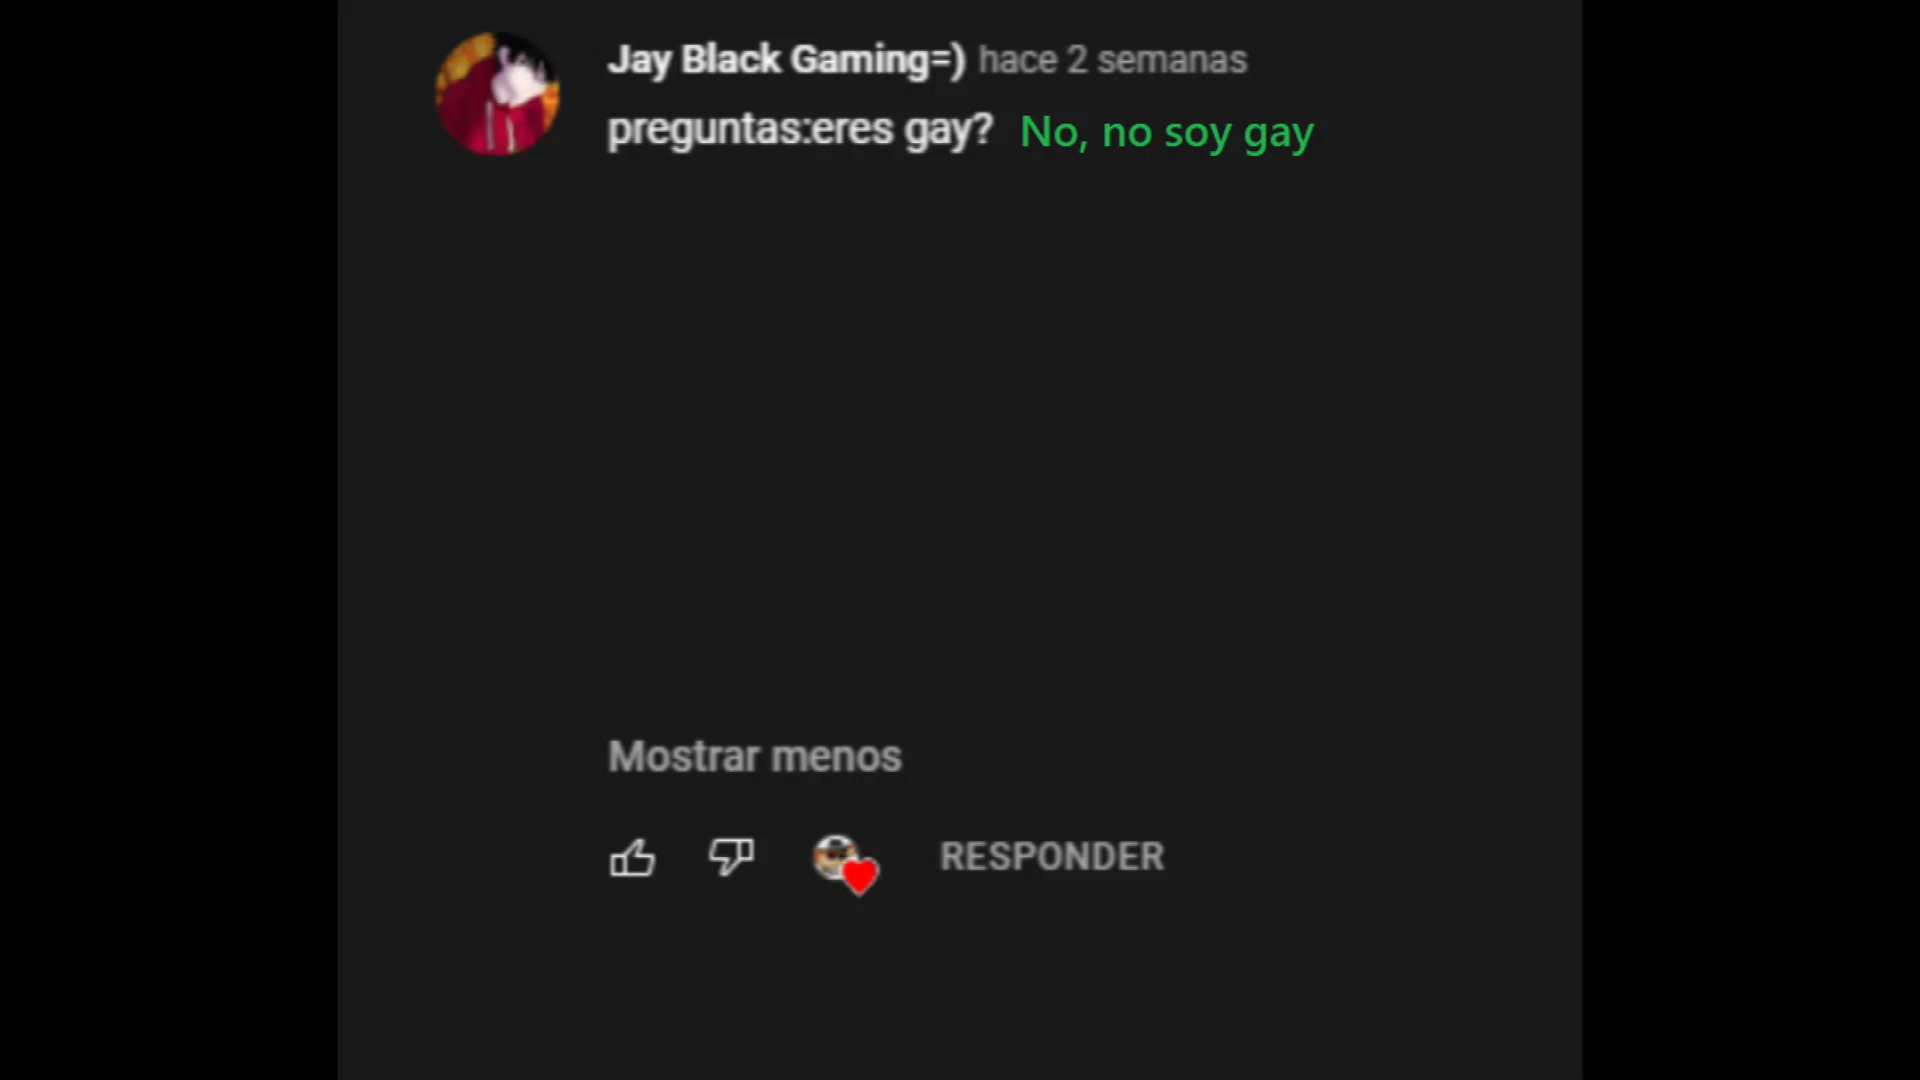 Jay Black Gaming=) hace 2 semanas
preguntas:eres gay? No, no soy gay
Mostrar menos
RESPONDER